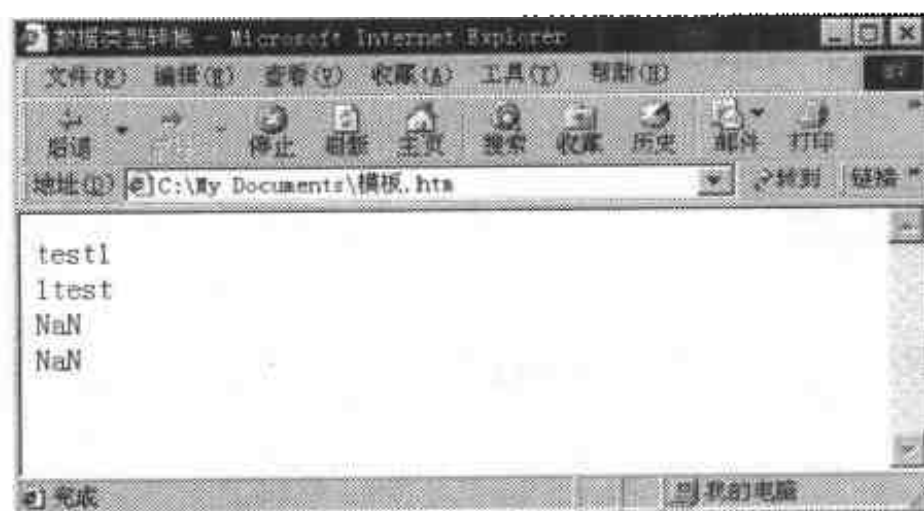 数据类型转换 - Microsoft Internet Explorer
文件(F) 编辑(E) 查看(V) 收藏(A) 工具(T) 帮助(H)
后退 停止 刷新 主页 搜索 收藏 历史 邮件 打印
地址(D) C:\My Documents\模板.htm 转到 链接 »
test1
1test
NaN
NaN
完成 我的电脑